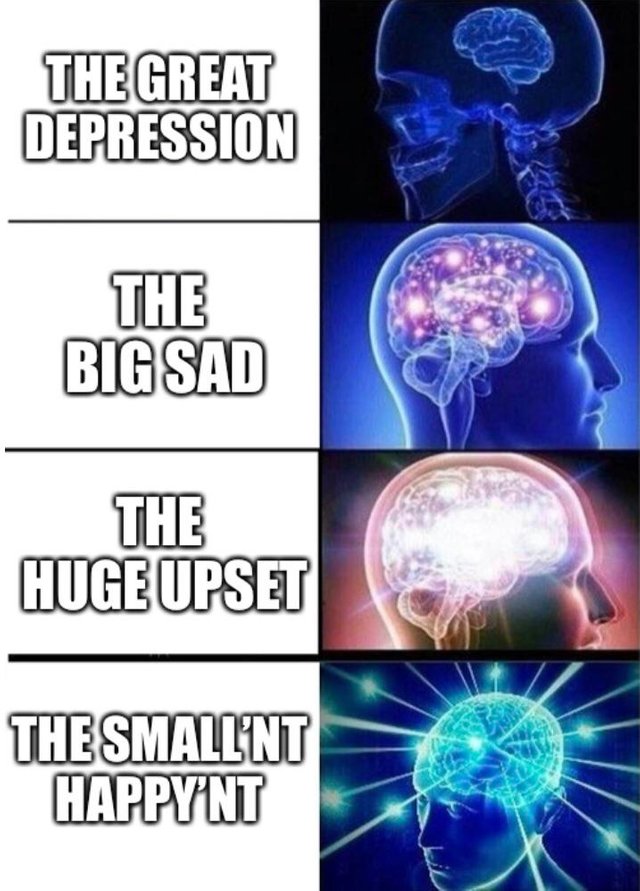 THE GREAT
DEPRESSION
THE
BIG SAD
THE
HUGE UPSET
THE SMALL'NT
HAPPY'NT